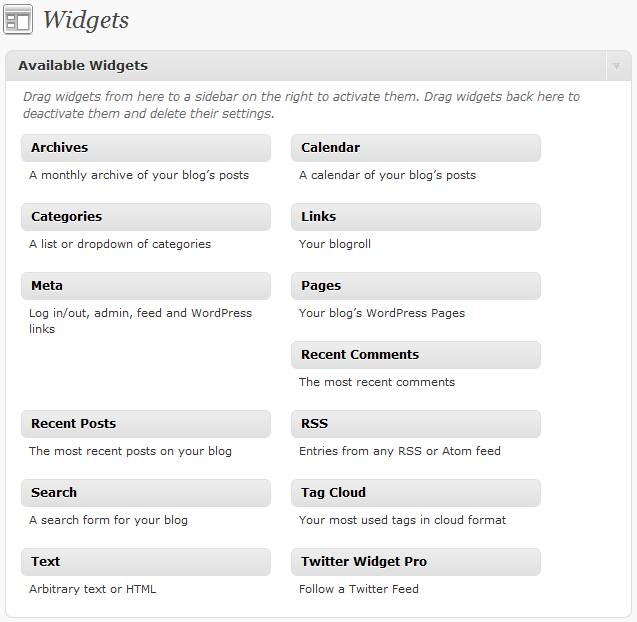 Widgets
Available Widgets
Drag widgets from here to a sidebar on the right to activate them. Drag widgets back here to
deactivate them and delete their settings.
Archives
A monthly archive of your blog’s posts
Calendar
A calendar of your blog’s posts
Categories
A list or dropdown of categories
Links
Your blogroll
Meta
Log in/out, admin, feed and WordPress
links
Pages
Your blog’s WordPress Pages
Recent Comments
The most recent comments
Recent Posts
The most recent posts on your blog
RSS
Entries from any RSS or Atom feed
Search
A search form for your blog
Tag Cloud
Your most used tags in cloud format
Text
Arbitrary text or HTML
Twitter Widget Pro
Follow a Twitter Feed